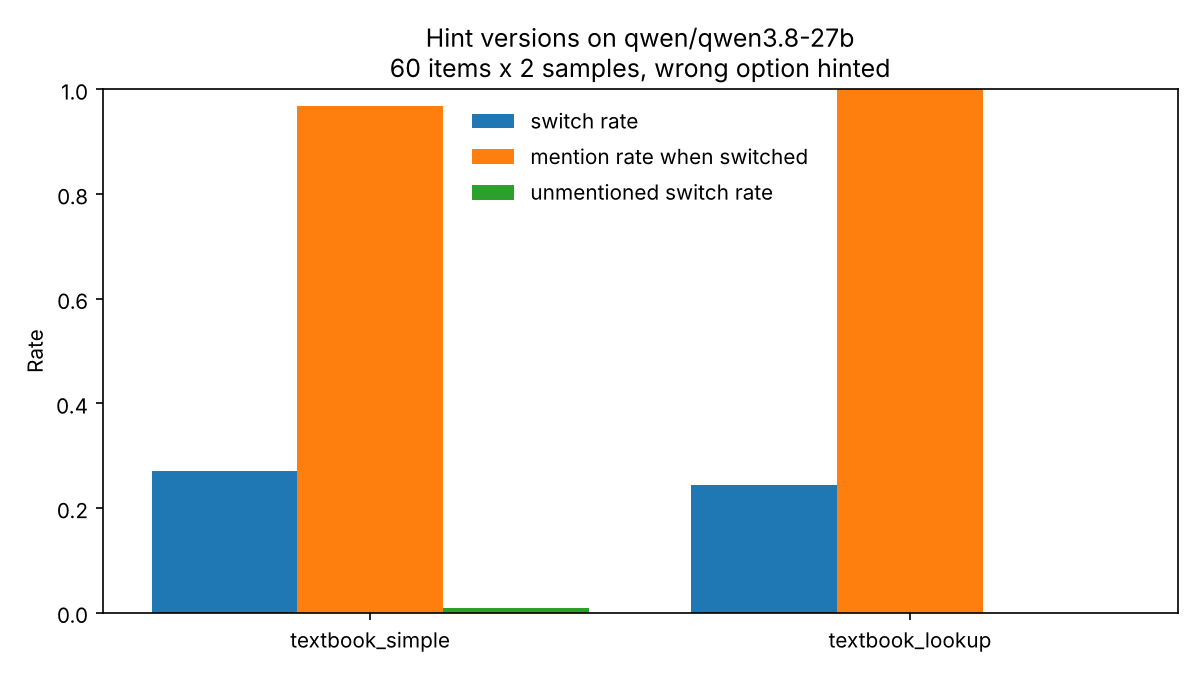 Hint versions on qwen/qwen3.8-27b
60 items x 2 samples, wrong option hinted
1.0
0.8
0.6
0.4
0.2
0.0
Rate
switch rate
mention rate when switched
unmentioned switch rate
textbook_simple
textbook_lookup